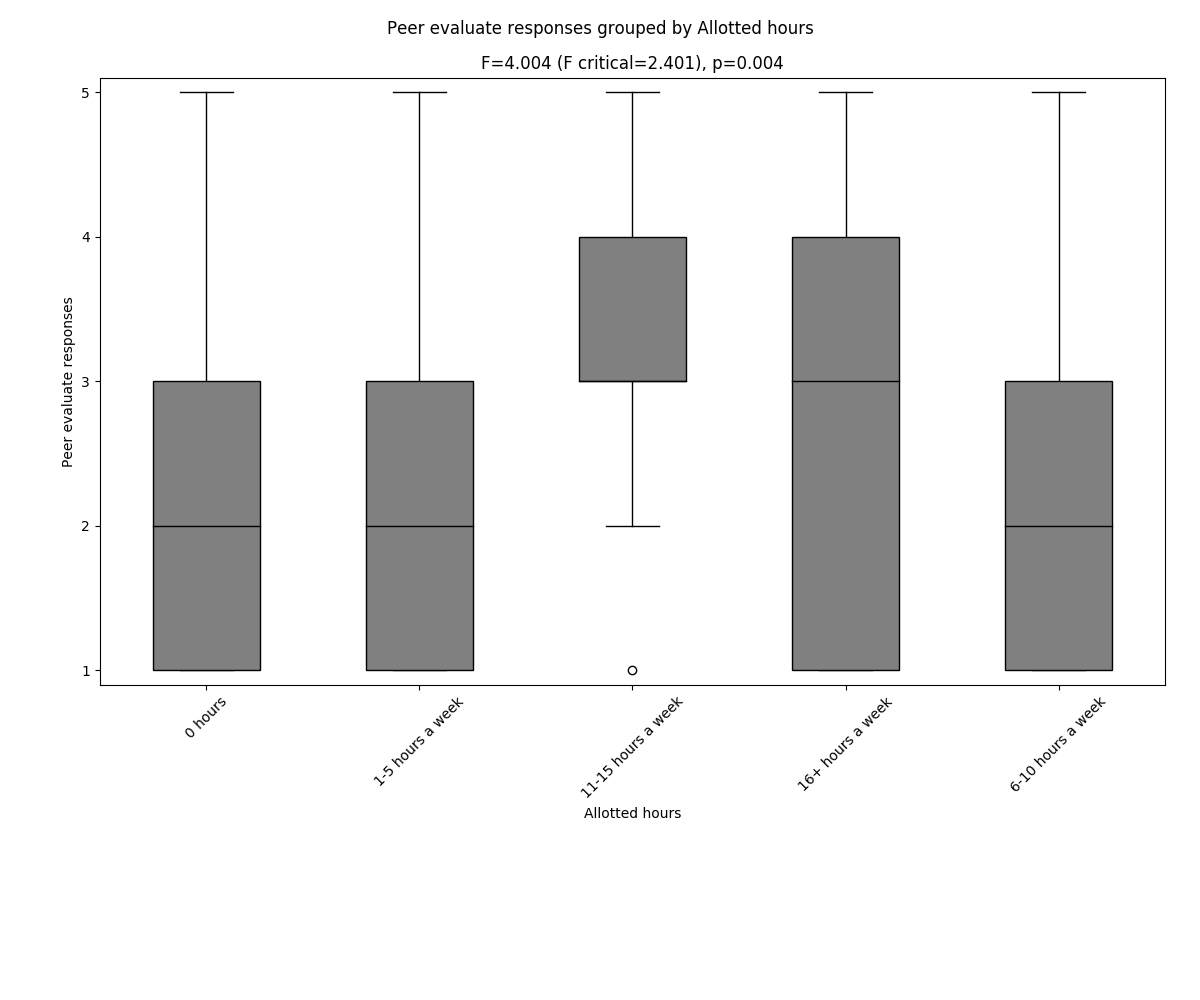 Peer evaluate responses grouped by Allotted hours
F=4.004 (F critical=2.401), p=0.004
5
4
3
2
1
Peer evaluate responses
0 hours
1-5 hours a week
11-15 hours a week
16+ hours a week
6-10 hours a week
Allotted hours